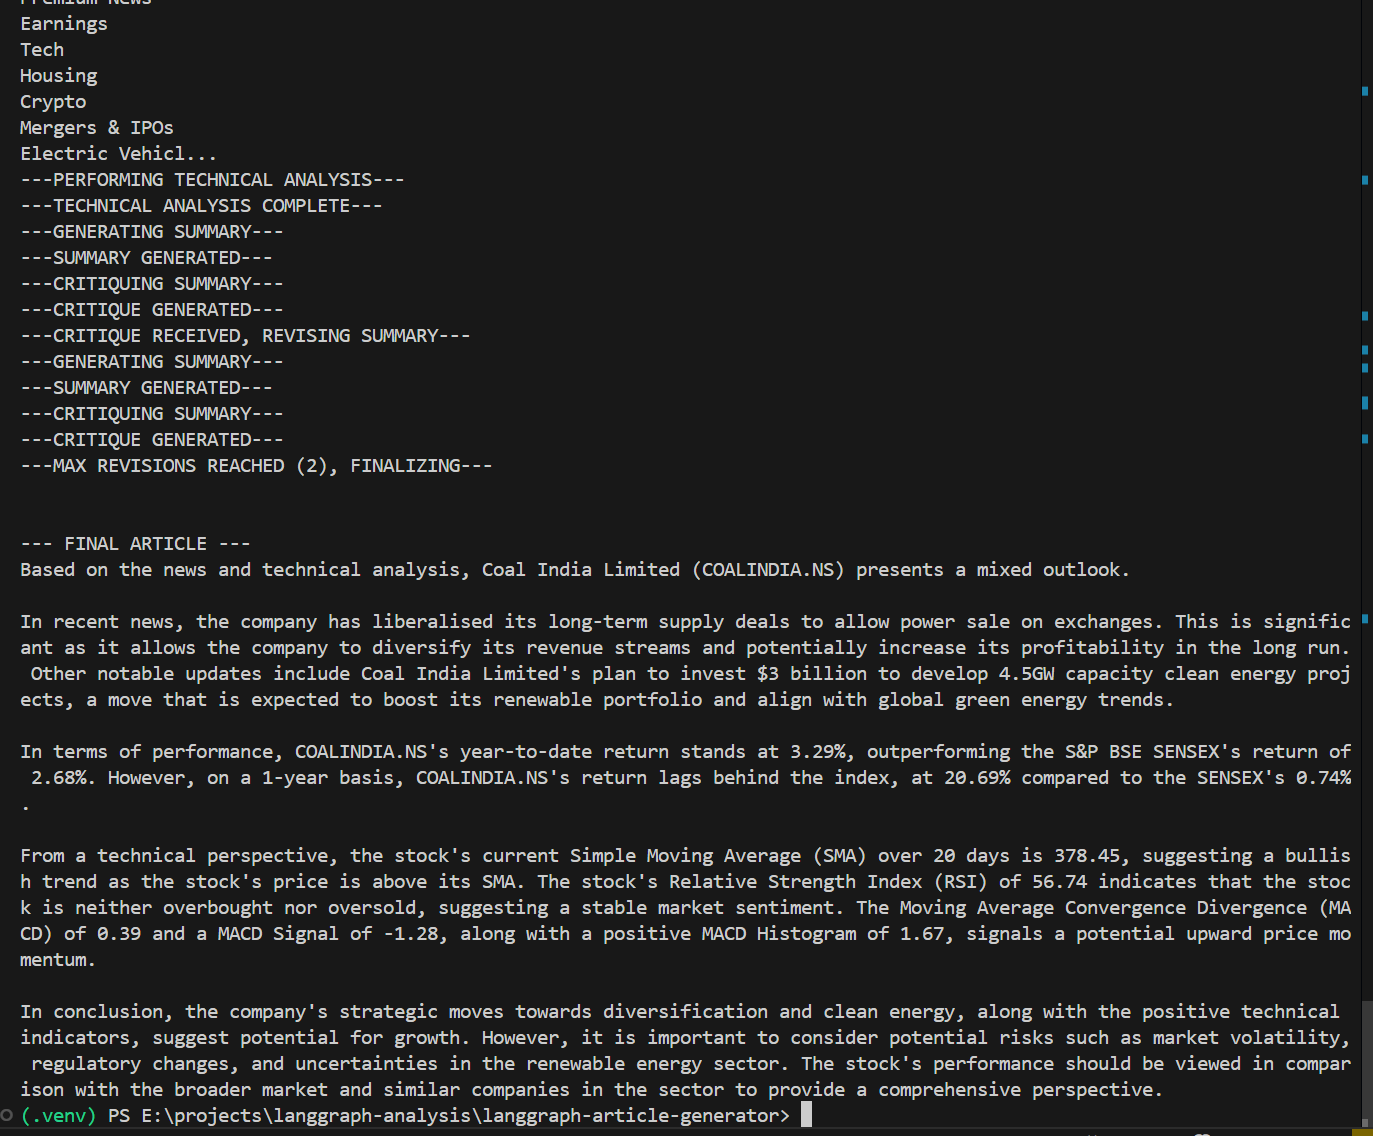 Premium News
Earnings
Tech
Housing
Crypto
Mergers & IPOs
Electric Vehicl...
---PERFORMING TECHNICAL ANALYSIS---
---TECHNICAL ANALYSIS COMPLETE---
---GENERATING SUMMARY---
---SUMMARY GENERATED---
---CRITIQUING SUMMARY---
---CRITIQUE GENERATED---
---CRITIQUE RECEIVED, REVISING SUMMARY---
---GENERATING SUMMARY---
---SUMMARY GENERATED---
---CRITIQUING SUMMARY---
---CRITIQUE GENERATED---
---MAX REVISIONS REACHED (2), FINALIZING---
--- FINAL ARTICLE ---
Based on the news and technical analysis, Coal India Limited (COALINDIA.NS) presents a mixed outlook.
In recent news, the company has liberalised its long-term supply deals to allow power sale on exchanges. This is signific
ant as it allows the company to diversify its revenue streams and potentially increase its profitability in the long run.
 Other notable updates include Coal India Limited's plan to invest $3 billion to develop 4.5GW capacity clean energy proj
ects, a move that is expected to boost its renewable portfolio and align with global green energy trends.
In terms of performance, COALINDIA.NS's year-to-date return stands at 3.29%, outperforming the S&P BSE SENSEX's return of
 2.68%. However, on a 1-year basis, COALINDIA.NS's return lags behind the index, at 20.69% compared to the SENSEX's 0.74%
.
From a technical perspective, the stock's current Simple Moving Average (SMA) over 20 days is 378.45, suggesting a bullis
h trend as the stock's price is above its SMA. The stock's Relative Strength Index (RSI) of 56.74 indicates that the stoc
k is neither overbought nor oversold, suggesting a stable market sentiment. The Moving Average Convergence Divergence (MA
CD) of 0.39 and a MACD Signal of -1.28, along with a positive MACD Histogram of 1.67, signals a potential upward price mo
mentum.
In conclusion, the company's strategic moves towards diversification and clean energy, along with the positive technical
indicators, suggest potential for growth. However, it is important to consider potential risks such as market volatility,
 regulatory changes, and uncertainties in the renewable energy sector. The stock's performance should be viewed in compar
ison with the broader market and similar companies in the sector to provide a comprehensive perspective.
(.venv) PS E:\projects\langgraph-analysis\langgraph-article-generator>